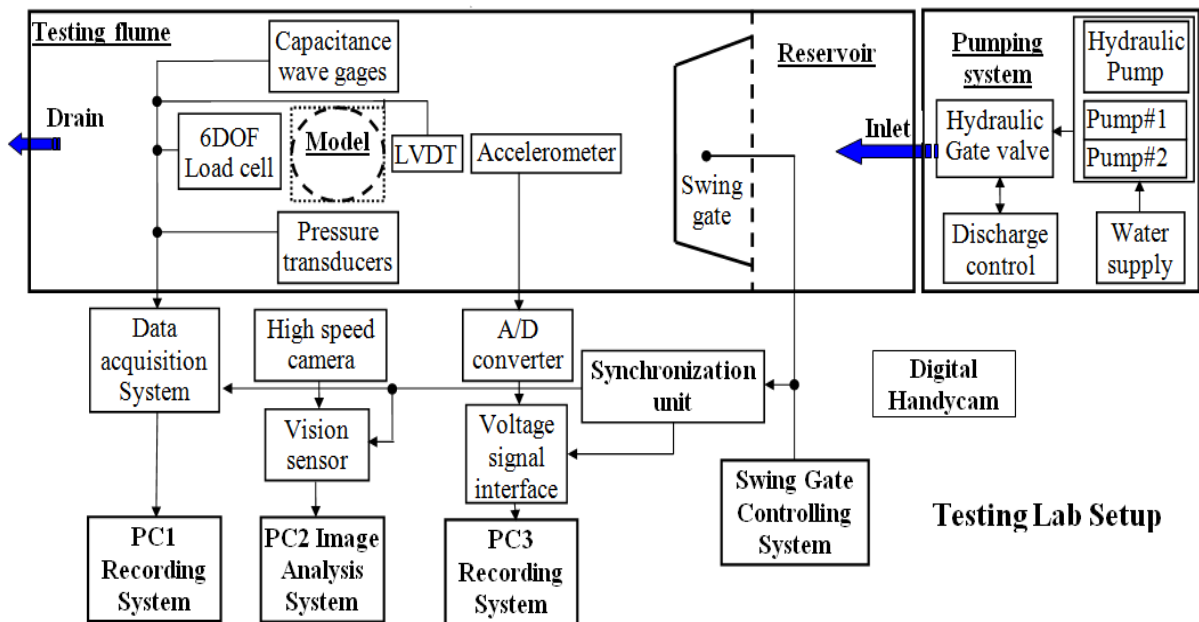 Testing flume
Capacitance
wave gages
Reservoir
Pumping
system
Hydraulic
Pump
Pump#1
Pump#2
Drain
6DOF
Load cell
Model
LVDT
Accelerometer
Swing
gate
Inlet
Hydraulic
Gate valve
Pressure
transducers
Discharge
control
Water
supply
Data
acquisition
System
High speed
camera
A/D
converter
Synchronization
unit
Digital
Handycam
Vision
sensor
Voltage
signal
interface
Swing Gate
Controlling
System
Testing Lab Setup
PC1
Recording
System
PC2 Image
Analysis
System
PC3
Recording
System